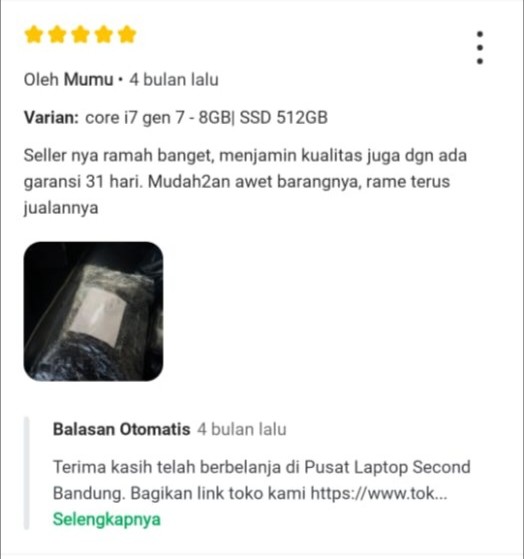 Oleh Mumu • 4 bulan lalu
Varian: core i7 gen 7 - 8GB| SSD 512GB
Seller nya ramah banget, menjamin kualitas juga dgn ada
garansi 31 hari. Mudah2an awet barangnya, rame terus
jualannya
Balasan Otomatis 4 bulan lalu
Terima kasih telah berbelanja di Pusat Laptop Second
Bandung. Bagikan link toko kami https://www.tok...
Selengkapnya